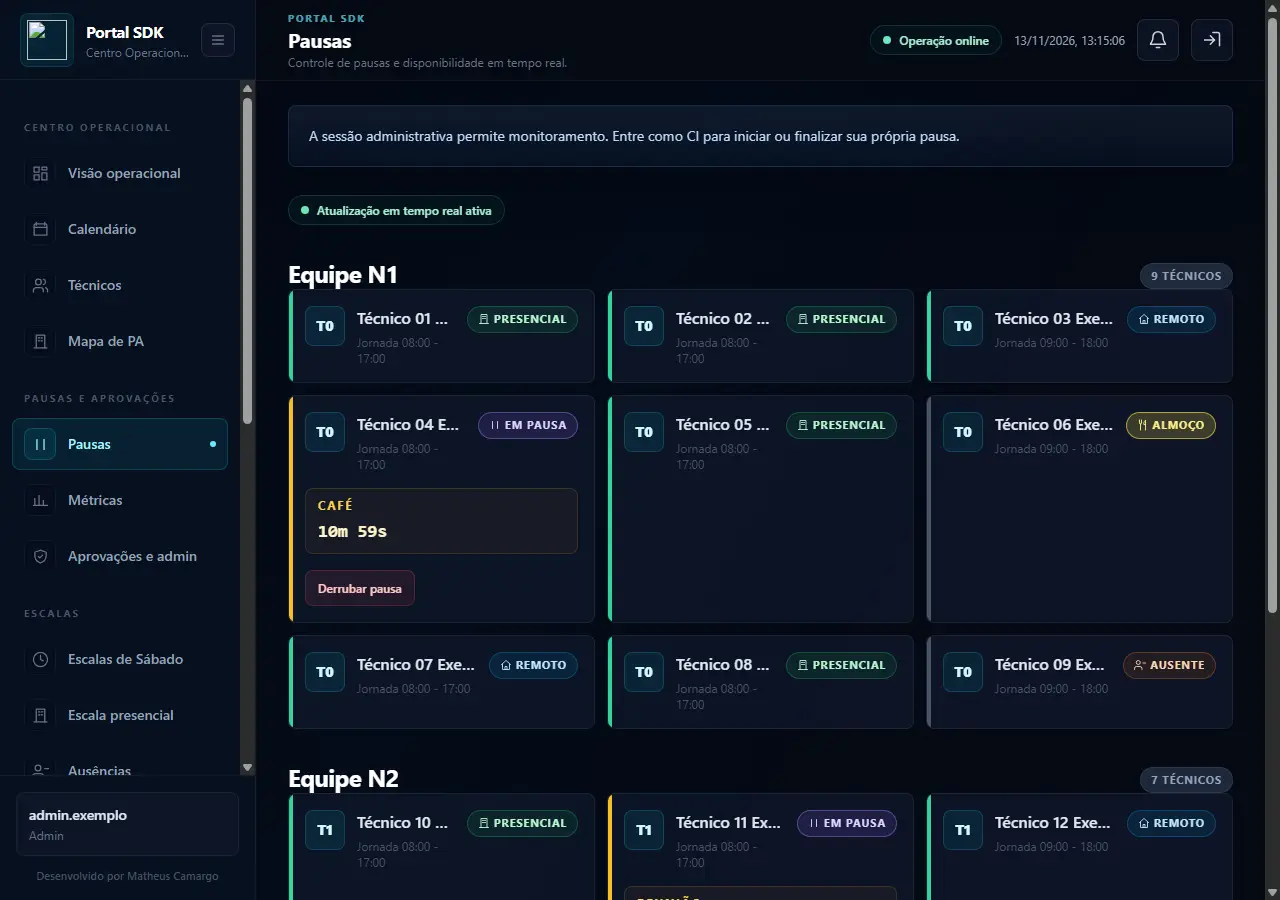 Portal SDK
Centro Operacion...
PORTAL SDK
Pausas
Controle de pausas e disponibilidade em tempo real.
Operação online
13/11/2026, 13:15:06
CENTRO OPERACIONAL
Visão operacional
Calendário
Técnicos
Mapa de PA
PAUSAS E APROVAÇÕES
Pausas
Métricas
Aprovações e admin
ESCALAS
Escalas de Sábado
Escala presencial
Ausências
admin.exemplo
Admin
Desenvolvido por Matheus Camargo
A sessão administrativa permite monitoramento. Entre como CI para iniciar ou finalizar sua própria pausa.
Atualização em tempo real ativa
Equipe N1
9 TÉCNICOS
T0
Técnico 01 ...
PRESENCIAL
Jornada 08:00 -
17:00
T0
Técnico 02 ...
PRESENCIAL
Jornada 08:00 -
17:00
T0
Técnico 03 Exe...
REMOTO
Jornada 09:00 - 18:00
T0
Técnico 04 E...
EM PAUSA
Jornada 08:00 -
17:00
CAFÉ
10m 59s
Derrubar pausa
T0
Técnico 05 ...
PRESENCIAL
Jornada 08:00 -
17:00
T0
Técnico 06 Exe...
ALMOÇO
Jornada 09:00 - 18:00
T0
Técnico 07 Exe...
REMOTO
Jornada 08:00 - 17:00
T0
Técnico 08 ...
PRESENCIAL
Jornada 08:00 -
17:00
T0
Técnico 09 Ex...
AUSENTE
Jornada 09:00 - 18:00
Equipe N2
7 TÉCNICOS
T1
Técnico 10 ...
PRESENCIAL
Jornada 08:00 -
17:00
T1
Técnico 11 Ex...
EM PAUSA
Jornada 08:00 -
17:00
T1
Técnico 12 Exe...
REMOTO
Jornada 09:00 - 18:00